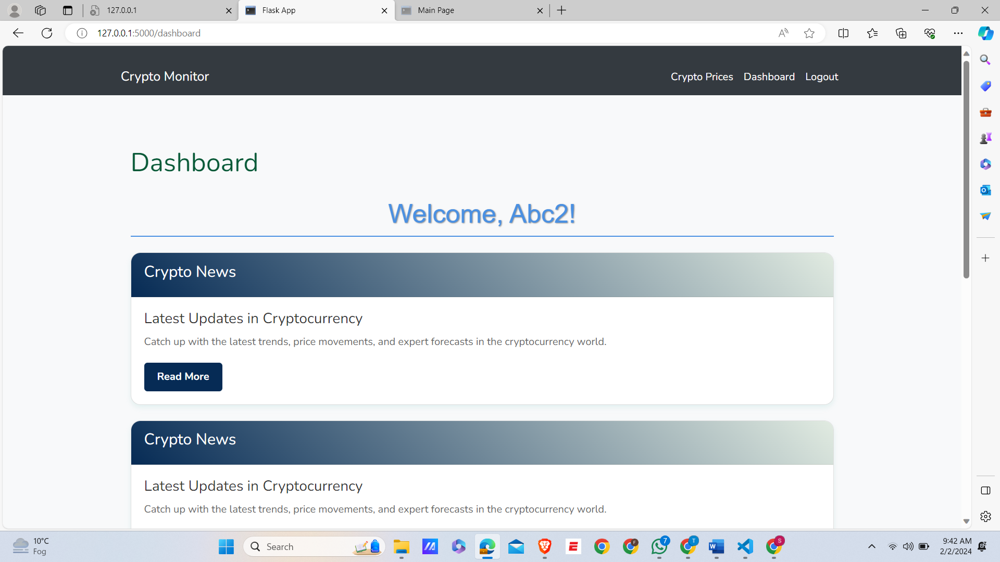 127.0.0.1
Flask App
Main Page
127.0.0.1:5000/dashboard
Crypto Monitor
Crypto Prices
Dashboard
Logout
Dashboard
Welcome, Abc2!
Crypto News
Latest Updates in Cryptocurrency
Catch up with the latest trends, price movements, and expert forecasts in the cryptocurrency world.
Read More
Crypto News
Latest Updates in Cryptocurrency
Catch up with the latest trends, price movements, and expert forecasts in the cryptocurrency world.
10°C
Fog
Search
F
7
T
S
9:42 AM
2/2/2024